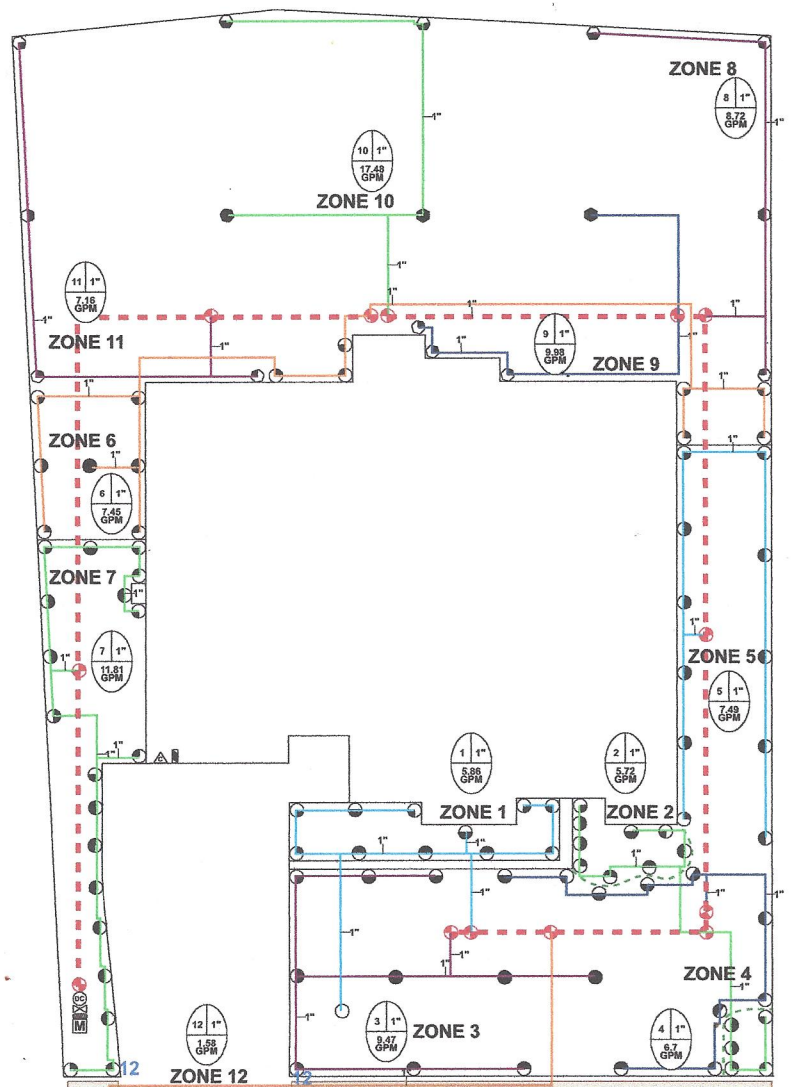 ZONE 8
8 1"
8.72
GPM
1"
1"
10 1"
17.48
GPM
ZONE 10
1"
11 1"
7.16
GPM
1"
1"
1"
1"
9 1"
9.98
GPM
ZONE 11
1"
1"
ZONE 9
1"
1"
ZONE 6
1"
1"
6 1"
7.45
GPM
ZONE 7
1"
1"
ZONE 5
7 1"
11.81
GPM
1"
5 1"
7.49
GPM
1"
1"
C
1 1"
5.86
GPM
2 1"
5.72
GPM
ZONE 1
ZONE 2
1"
1"
1"
1"
1"
1"
1"
1"
ZONE 4
1"
DC
M
12 1"
1.58
GPM
1"
3 1"
9.47
GPM
ZONE 3
4 1"
6.7
GPM
12
ZONE 12
12